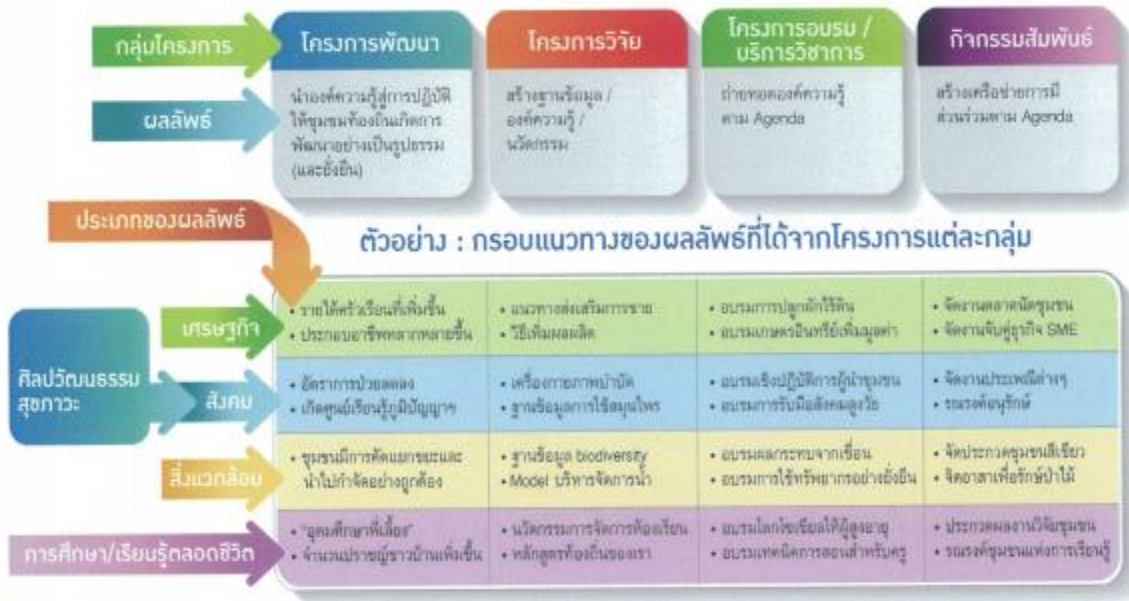 กลุ่มโครงการ
โครงการพัฒนา
โครงการวิจัย
โครงการอบรม /
บริการวิชาการ
กิจกรรมสัมพันธ์
ผลลัพธ์
นำองค์ความรู้สู่การปฏิบัติ
ให้ชุมชนท้องถิ่นเกิดการ
พัฒนาอย่างเป็นรูปธรรม
(และยั่งยืน)
สร้างฐานข้อมูล /
องค์ความรู้ /
นวัตกรรม
ถ่ายทอดองค์ความรู้
ตาม Agenda
สร้างเครือข่ายการมี
ส่วนร่วมตาม Agenda
ประเภทของผลลัพธ์
ตัวอย่าง : กรอบแนวทางของผลลัพธ์ที่ได้จากโครงการแต่ละกลุ่ม
ศิลปวัฒนธรรม
สุขภาวะ
เศรษฐกิจ
• รายได้ครัวเรือนที่เพิ่มขึ้น
• ประกอบอาชีพหลากหลายขึ้น
• แนวทางส่งเสริมการขาย
• วิธีเพิ่มผลผลิต
• อบรมการปลูกผักไร้ดิน
• อบรมเกษตรอินทรีย์เพิ่มมูลค่า
• จัดงานตลาดนัดชุมชน
• จัดงานจับคู่ธุรกิจ SME
สังคม
• อัตราการป่วยลดลง
• เกิดศูนย์เรียนรู้ภูมิปัญญาฯ
• เครื่องกายภาพบำบัด
• ฐานข้อมูลการใช้สมุนไพร
• อบรมเชิงปฏิบัติการผู้นำชุมชน
• อบรมการรับมือสังคมสูงวัย
• จัดงานประเพณีต่างๆ
• รณรงค์อนุรักษ์
สิ่งแวดล้อม
• ชุมชนมีการคัดแยกขยะและ
นำไปกำจัดอย่างถูกต้อง
• ฐานข้อมูล biodiversity
• Model บริหารจัดการน้ำ
• อบรมผลกระทบจากเขื่อน
• อบรมการใช้ทรัพยากรอย่างยั่งยืน
• จัดประกวดชุมชนสีเขียว
• จิตอาสาเพื่อรักษ์ป่าไม้
การศึกษา/เรียนรู้ตลอดชีวิต
• "อุดมศึกษาพี่เลี้ยง"
• จำนวนปราชญ์ชาวบ้านเพิ่มขึ้น
• นวัตกรรมการจัดการห้องเรียน
• หลักสูตรท้องถิ่นของเรา
• อบรมโลกโซเชียลให้ผู้สูงอายุ
• อบรมเทคนิคการสอนสำหรับครู
• ประกวดผลงานวิจัยชุมชน
• รณรงค์ชุมชนแห่งการเรียนรู้